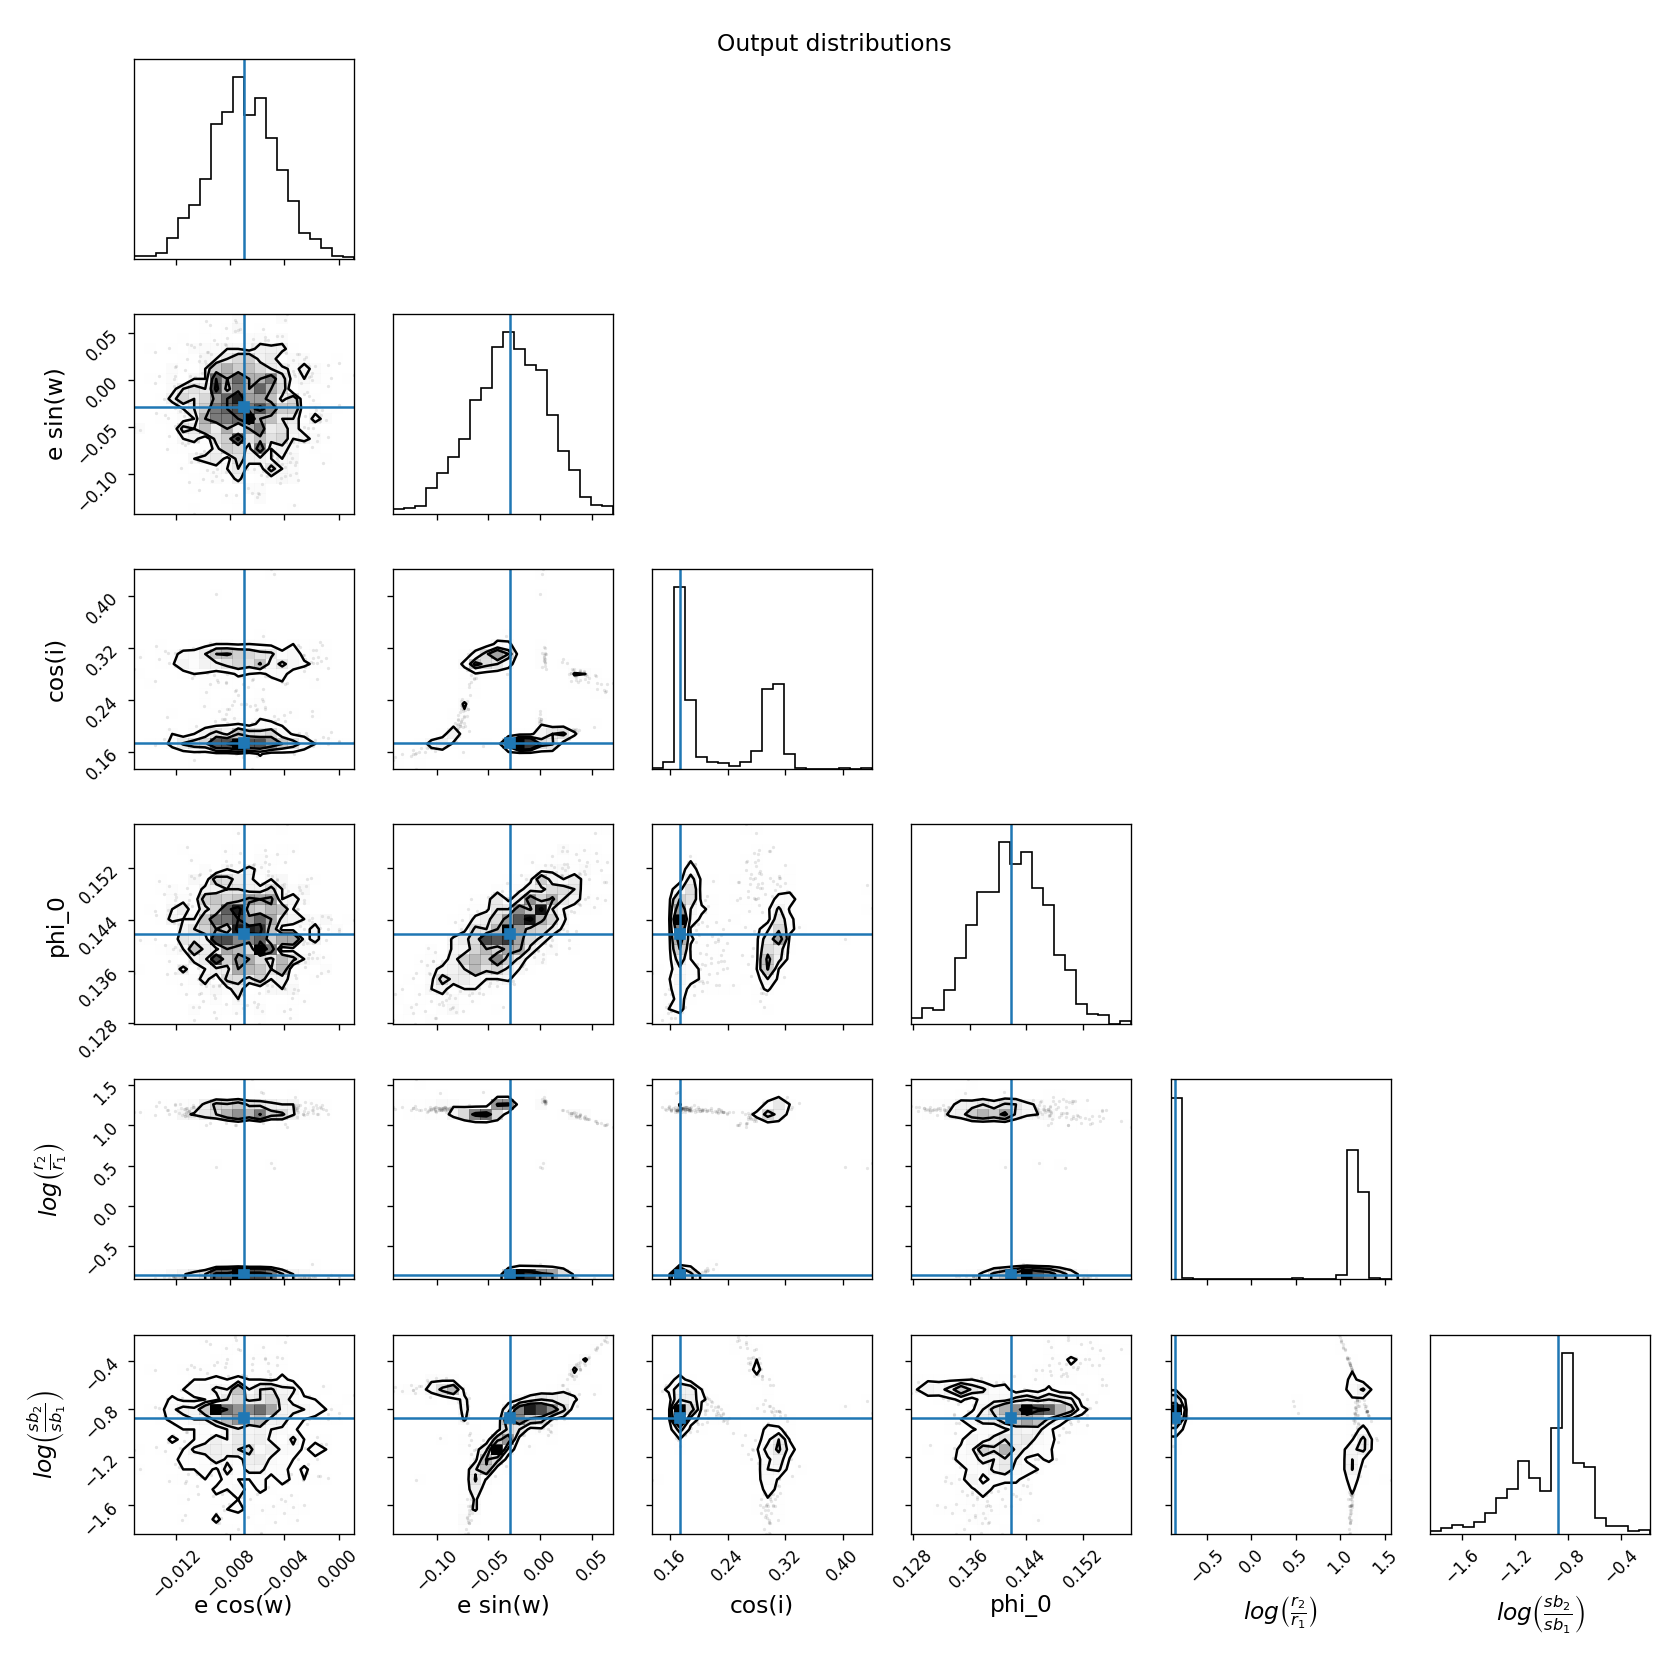 Output distributions
e sin(w)
0.05
0.00
−0.05
−0.10
cos(i)
0.40
0.32
0.24
0.16
phi_0
0.152
0.144
0.136
0.128
log(r₂/r₁)
1.5
1.0
0.5
0.0
−0.5
log(sb₂/sb₁)
−0.4
−0.8
−1.2
−1.6
−0.012 −0.008 −0.004 0.000
−0.10 −0.05 0.00 0.05
0.16 0.24 0.32 0.40
0.128 0.136 0.144 0.152
−0.5 0.0 0.5 1.0 1.5
−1.6 −1.2 −0.8 −0.4
e cos(w) e sin(w) cos(i) phi_0 log(r₂/r₁) log(sb₂/sb₁)